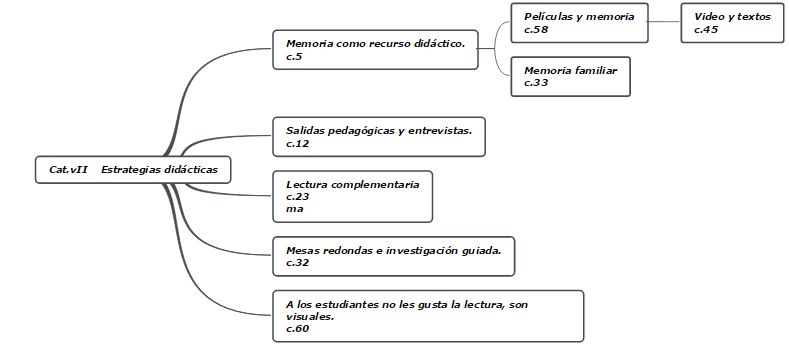 Películas y memoria
c.58
Video y textos
c.45
Memoria como recurso didáctico.
c.5
Memoria familiar
c.33
Salidas pedagógicas y entrevistas.
c.12
Cat.vII Estrategias didácticas
Lectura complementaria
c.23
ma
Mesas redondas e investigación guiada.
c.32
A los estudiantes no les gusta la lectura, son
visuales.
c.60